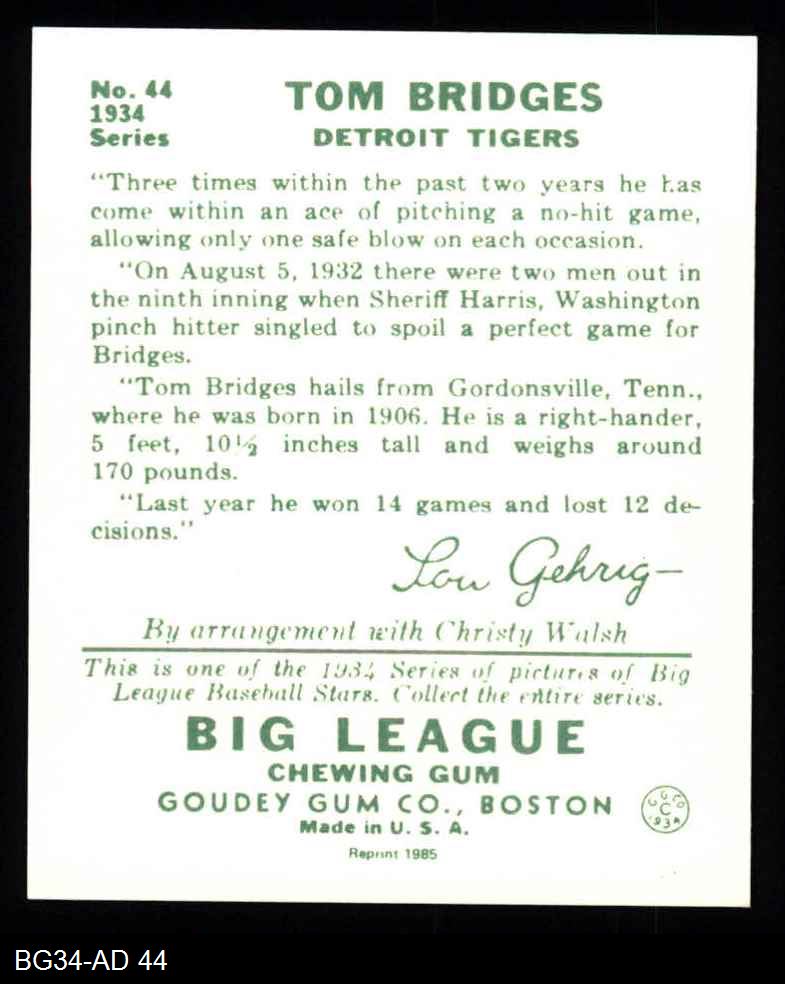 No. 44
1934
Series
TOM BRIDGES
DETROIT TIGERS
"Three times within the past two years he has
come within an ace of pitching a no-hit game,
allowing only one safe blow on each occasion.
"On August 5, 1932 there were two men out in
the ninth inning when Sheriff Harris, Washington
pinch hitter singled to spoil a perfect game for
Bridges.
"Tom Bridges hails from Gordonsville, Tenn.,
where he was born in 1906. He is a right-hander,
5 feet, 10½ inches tall and weighs around
170 pounds.
"Last year he won 14 games and lost 12 de-
cisions."
Lou Gehrig
By arrangement with Christy Walsh
This is one of the 1934 Series of pictures of Big
League Baseball Stars. Collect the entire series.
BIG LEAGUE
CHEWING GUM
GOUDEY GUM CO., BOSTON
Made in U. S. A.
Reprint 1985
G G CO
C
1934
BG34-AD 44